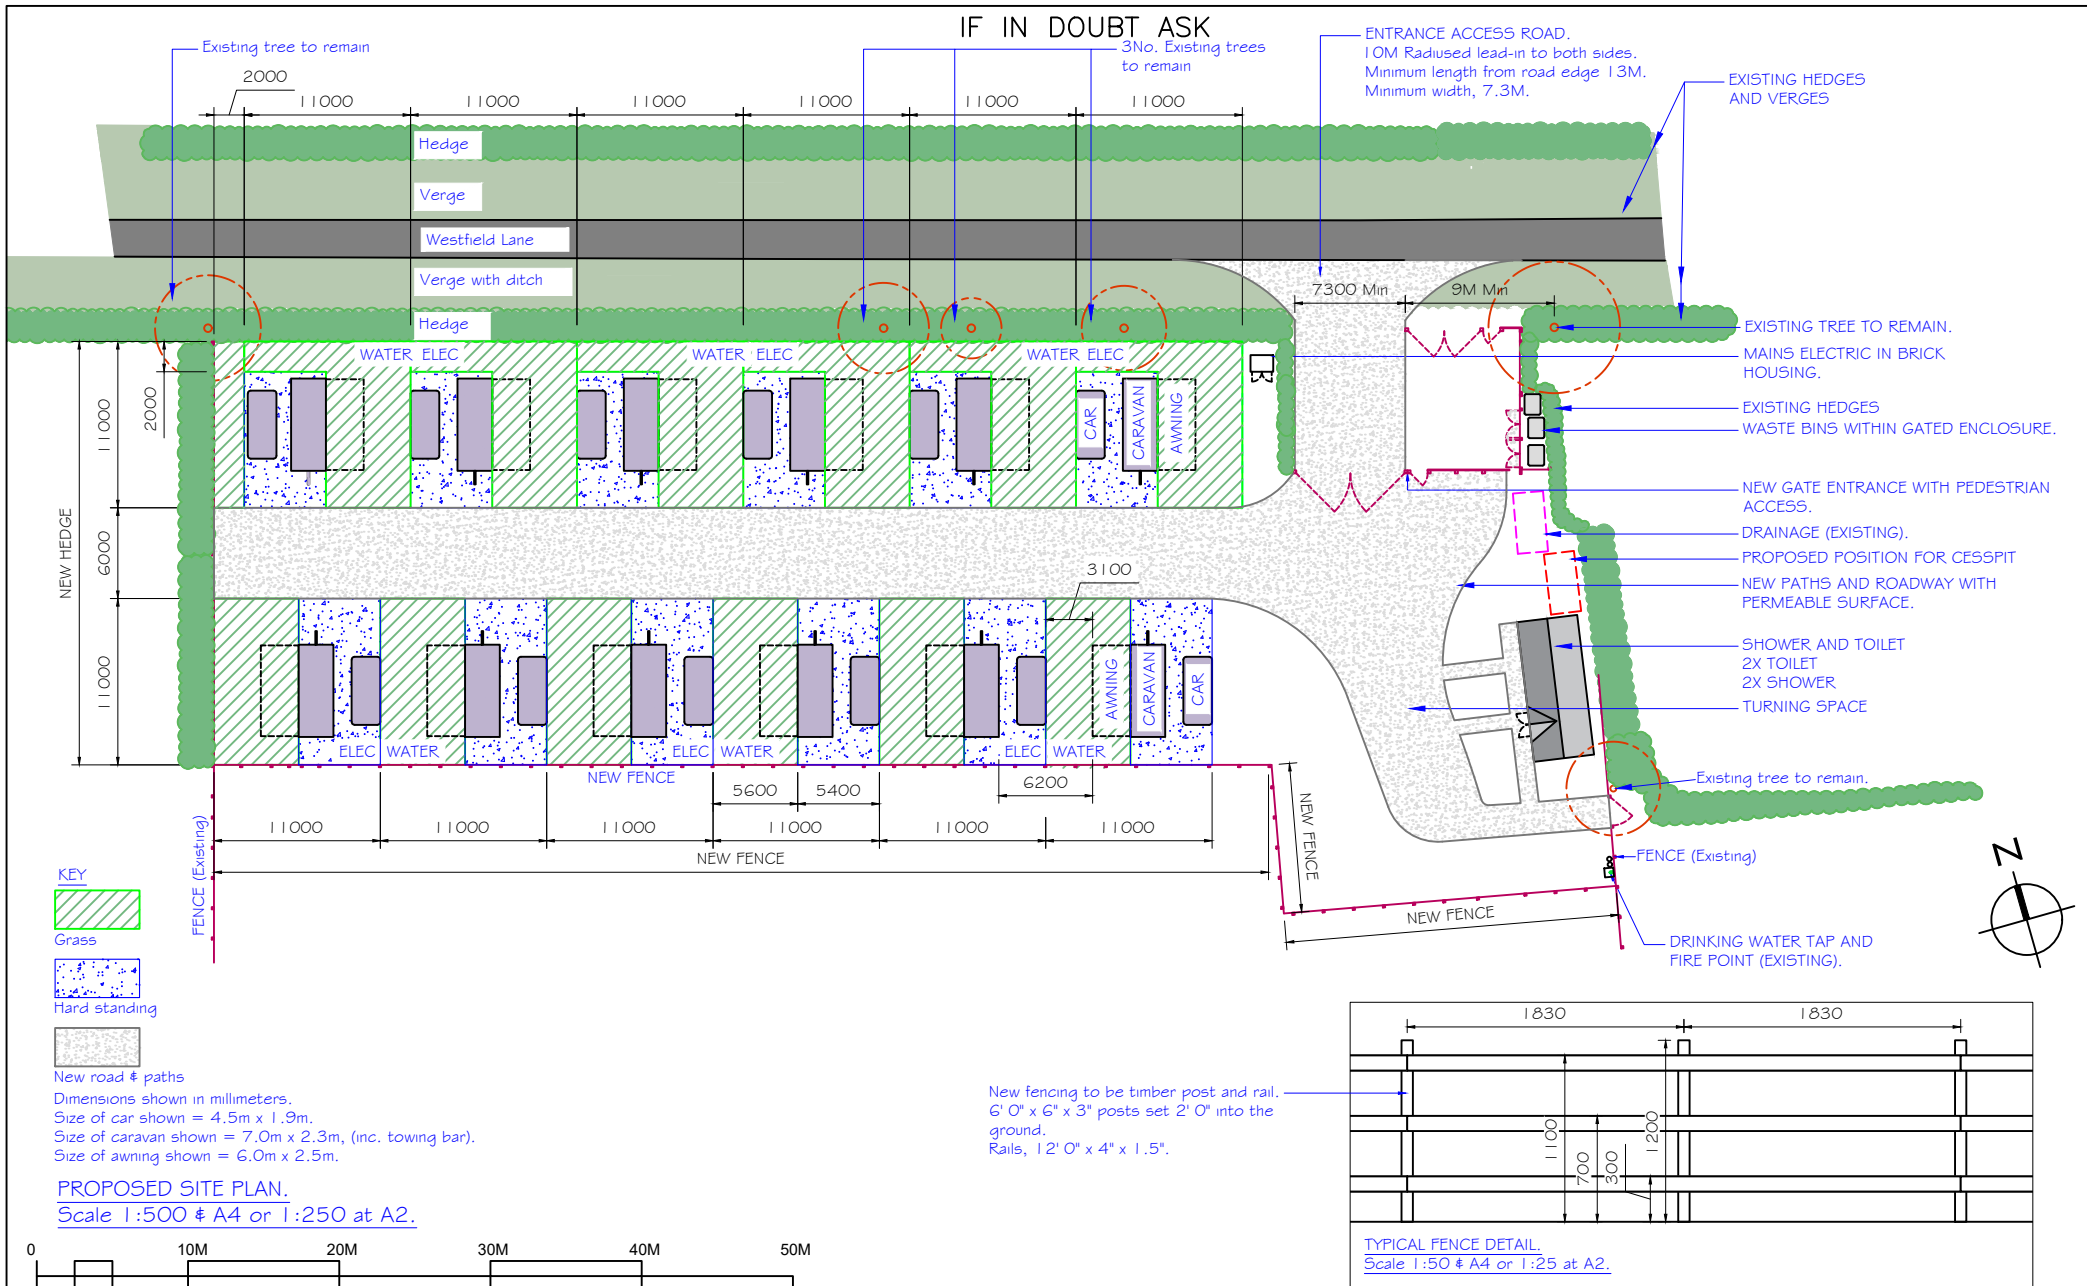 IF IN DOUBT ASK
Existing tree to remain
3No. Existing trees
to remain
ENTRANCE ACCESS ROAD.
10M Radiused lead-in to both sides.
Minimum length from road edge 13M.
Minimum width, 7.3M.
EXISTING HEDGES
AND VERGES
2000
11000
11000
11000
11000
11000
11000
Hedge
Verge
Westfield Lane
Verge with ditch
Hedge
7300 Min
9M Min
EXISTING TREE TO REMAIN.
MAINS ELECTRIC IN BRICK
HOUSING.
EXISTING HEDGES
WASTE BINS WITHIN GATED ENCLOSURE.
NEW GATE ENTRANCE WITH PEDESTRIAN
ACCESS.
DRAINAGE (EXISTING).
PROPOSED POSITION FOR CESSPIT
NEW PATHS AND ROADWAY WITH
PERMEABLE SURFACE.
SHOWER AND TOILET
2X TOILET
2X SHOWER
TURNING SPACE
Existing tree to remain.
FENCE (Existing)
DRINKING WATER TAP AND
FIRE POINT (EXISTING).
N
WATER ELEC
WATER ELEC
WATER ELEC
CAR
CARAVAN
AWNING
11000
2000
6000
11000
NEW HEDGE
3100
AWNING
CARAVAN
CAR
ELEC WATER
ELEC WATER
ELEC WATER
NEW FENCE
5600
5400
6200
11000
11000
11000
11000
11000
11000
NEW FENCE
NEW FENCE
NEW FENCE
FENCE (Existing)
KEY
Grass
Hard standing
New road & paths
Dimensions shown in millimeters.
Size of car shown = 4.5m x 1.9m.
Size of caravan shown = 7.0m x 2.3m, (inc. towing bar).
Size of awning shown = 6.0m x 2.5m.
PROPOSED SITE PLAN.
Scale 1:500 & A4 or 1:250 at A2.
0 10M 20M 30M 40M 50M
New fencing to be timber post and rail.
6' 0" x 6" x 3" posts set 2' 0" into the
ground.
Rails, 12' 0" x 4" x 1.5".
1830
1830
1100
700
300
1200
TYPICAL FENCE DETAIL.
Scale 1:50 & A4 or 1:25 at A2.